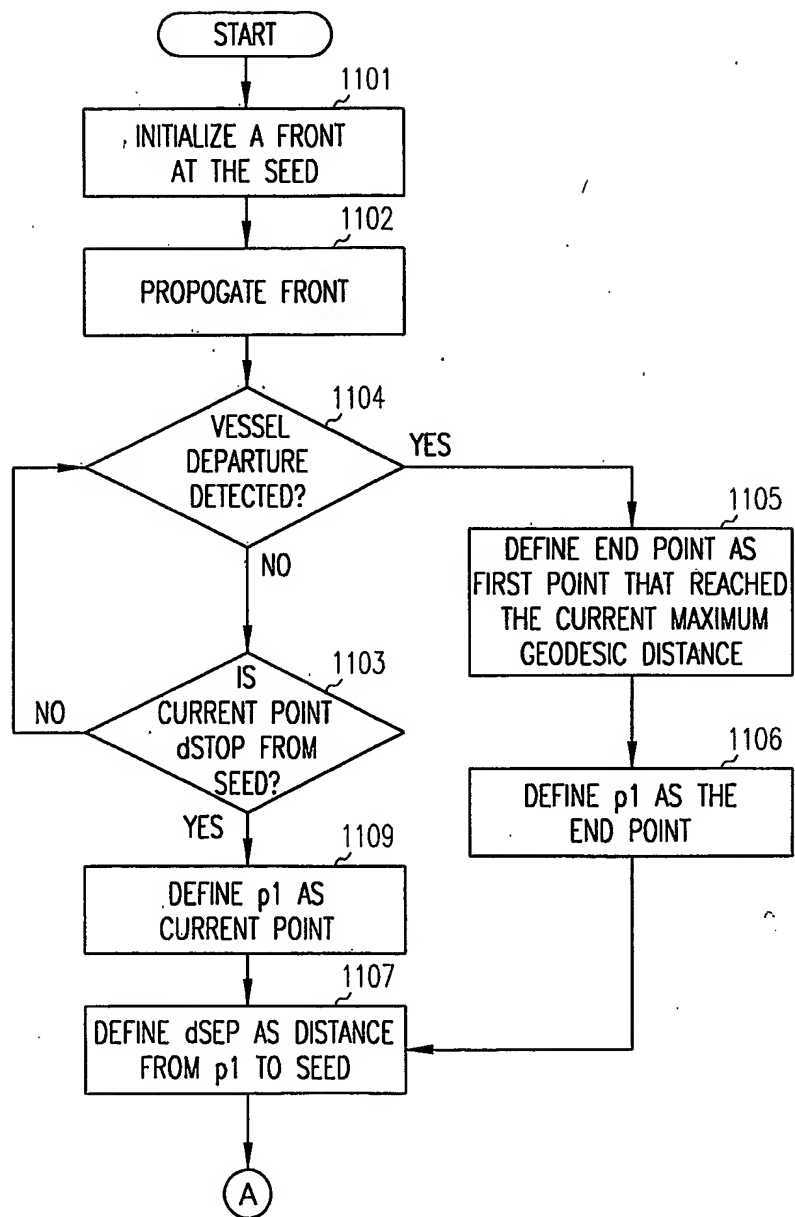 START
1101
INITIALIZE A FRONT
AT THE SEED
1102
PROPOGATE FRONT
1104
VESSEL
DEPARTURE
DETECTED?
YES
NO
1105
DEFINE END POINT AS
FIRST POINT THAT REACHED
THE CURRENT MAXIMUM
GEODESIC DISTANCE
1103
IS
CURRENT POINT
dSTOP FROM
SEED?
NO
YES
1106
DEFINE p1 AS THE
END POINT
1109
DEFINE p1 AS
CURRENT POINT
1107
DEFINE dSEP AS DISTANCE
FROM p1 TO SEED
A